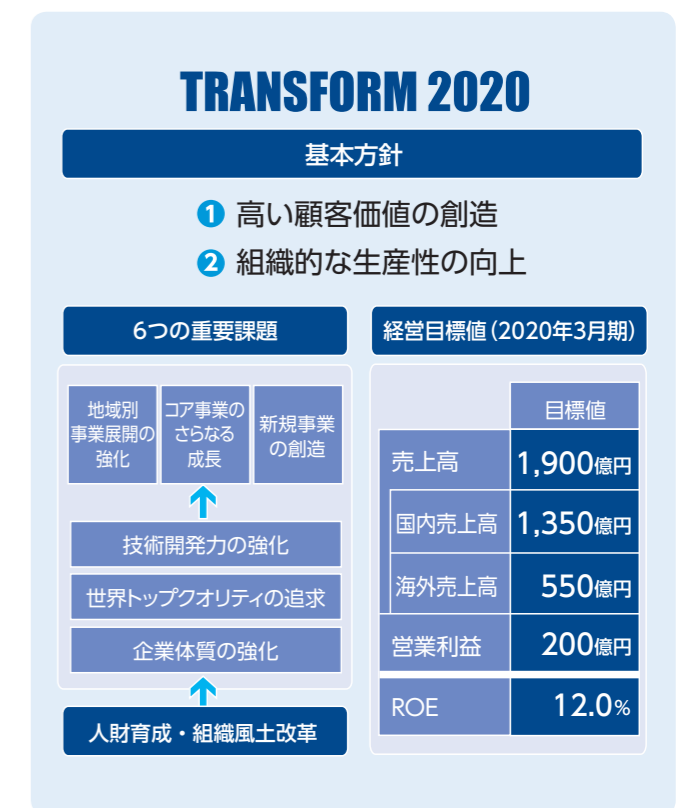 TRANSFORM 2020
基本方針
❶ 高い顧客価値の創造
❷ 組織的な生産性の向上
6つの重要課題
地域別
事業展開の
強化
コア事業の
さらなる
成長
新規事業
の創造
技術開発力の強化
世界トップクオリティの追求
企業体質の強化
人財育成・組織風土改革
経営目標値(2020年3月期)
目標値
売上高 1,900億円
国内売上高 1,350億円
海外売上高 550億円
営業利益 200億円
ROE 12.0%